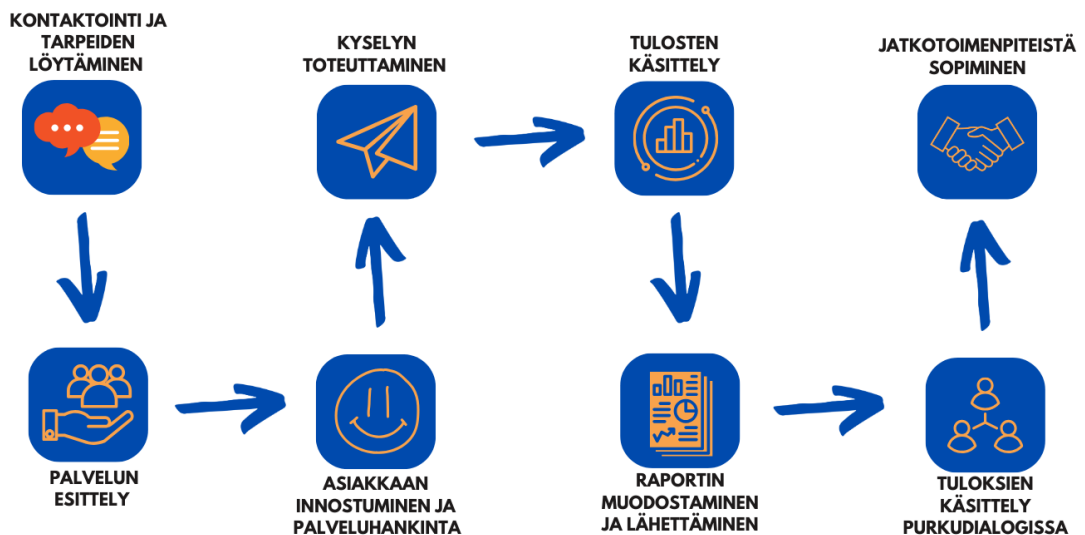 KONTAKTOINTI JA
TARPEIDEN
LÖYTÄMINEN
PALVELUN
ESITTELY
ASIAKKAAN
INNOSTUMINEN JA
PALVELUHANKINTA
KYSELYN
TOTEUTTAMINEN
TULOSTEN
KÄSITTELY
RAPORTIN
MUODOSTAMINEN
JA LÄHETTÄMINEN
TULOKSIEN
KÄSITTELY
PURKUDIALOGISSA
JATKOTOIMENPITEISTÄ
SOPIMINEN